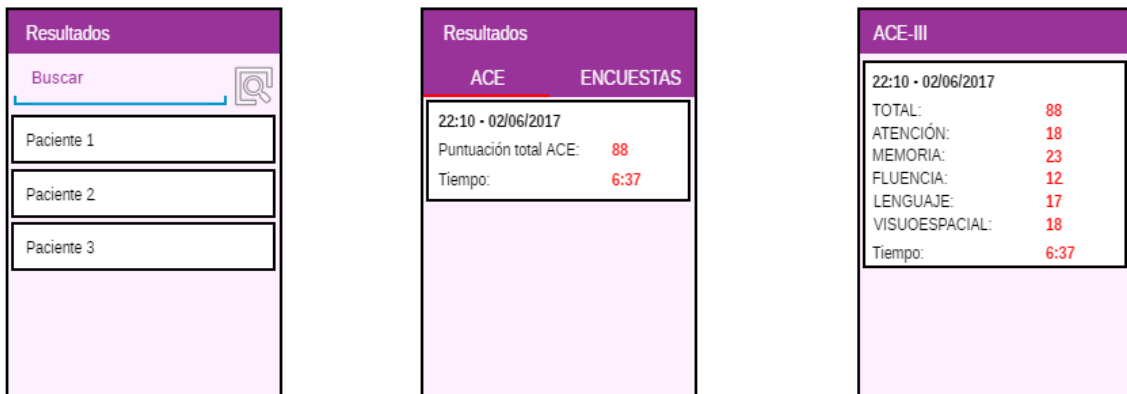 Resultados
Buscar
Paciente 1
Paciente 2
Paciente 3
Resultados
ACE ENCUESTAS
22:10 - 02/06/2017
Puntuación total ACE: 88
Tiempo: 6:37
ACE-III
22:10 - 02/06/2017
TOTAL: 88
ATENCIÓN: 18
MEMORIA: 23
FLUENCIA: 12
LENGUAJE: 17
VISUOESPACIAL: 18
Tiempo: 6:37